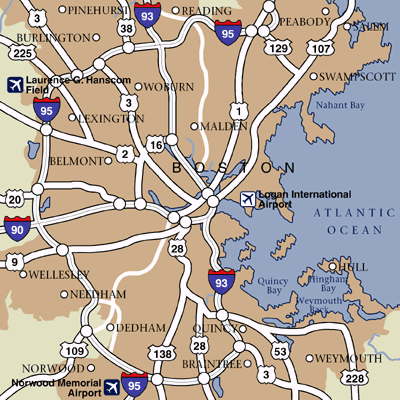 PINEHURST
93
READING
PEABODY
3
38
95
SALEM
BURLINGTON
225
129
107
Laurence G. Hanscom
Field
WOBURN
SWAMPSCOTT
95
3
1
Nahant Bay
LEXINGTON
MALDEN
16
BELMONT
2
BOSTON
20
Logan International
Airport
90
ATLANTIC
OCEAN
9
28
WELLESLEY
HULL
93
Quincy
Bay
Hingham
Bay
NEEDHAM
Weymouth
Back
DEDHAM
QUINCY
109
138
28
53
WEYMOUTH
NORWOOD
BRAINTREE
3
228
Norwood Memorial
Airport
95